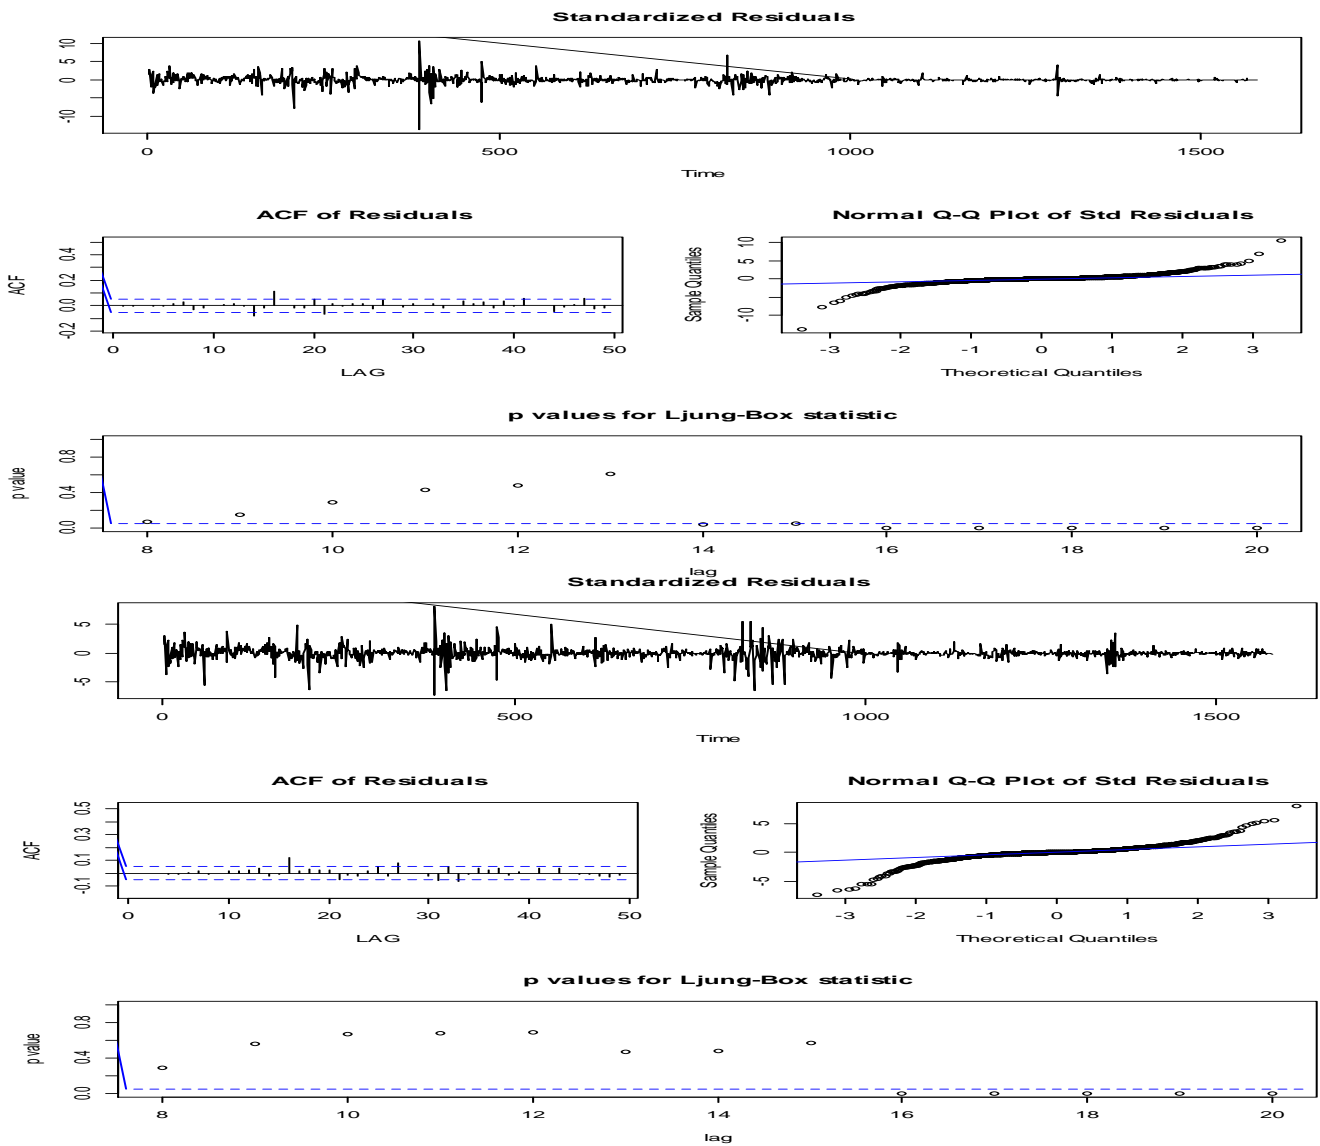 Standardized Residuals
-10 0 5 10
0 500 1000 1500
Time
ACF of Residuals
ACF
-0.2 0.0 0.2 0.4
0 10 20 30 40 50
LAG
Normal Q-Q Plot of Std Residuals
Sample Quantiles
-10 0 5 10
-3 -2 -1 0 1 2 3
Theoretical Quantiles
p values for Ljung-Box statistic
p value
0.0 0.4 0.8
8 10 12 14 16 18 20
lag
Standardized Residuals
-5 0 5
0 500 1000 1500
Time
ACF of Residuals
ACF
-0.1 0.1 0.3 0.5
0 10 20 30 40 50
LAG
Normal Q-Q Plot of Std Residuals
Sample Quantiles
-5 0 5
-3 -2 -1 0 1 2 3
Theoretical Quantiles
p values for Ljung-Box statistic
p value
0.0 0.4 0.8
8 10 12 14 16 18 20
lag